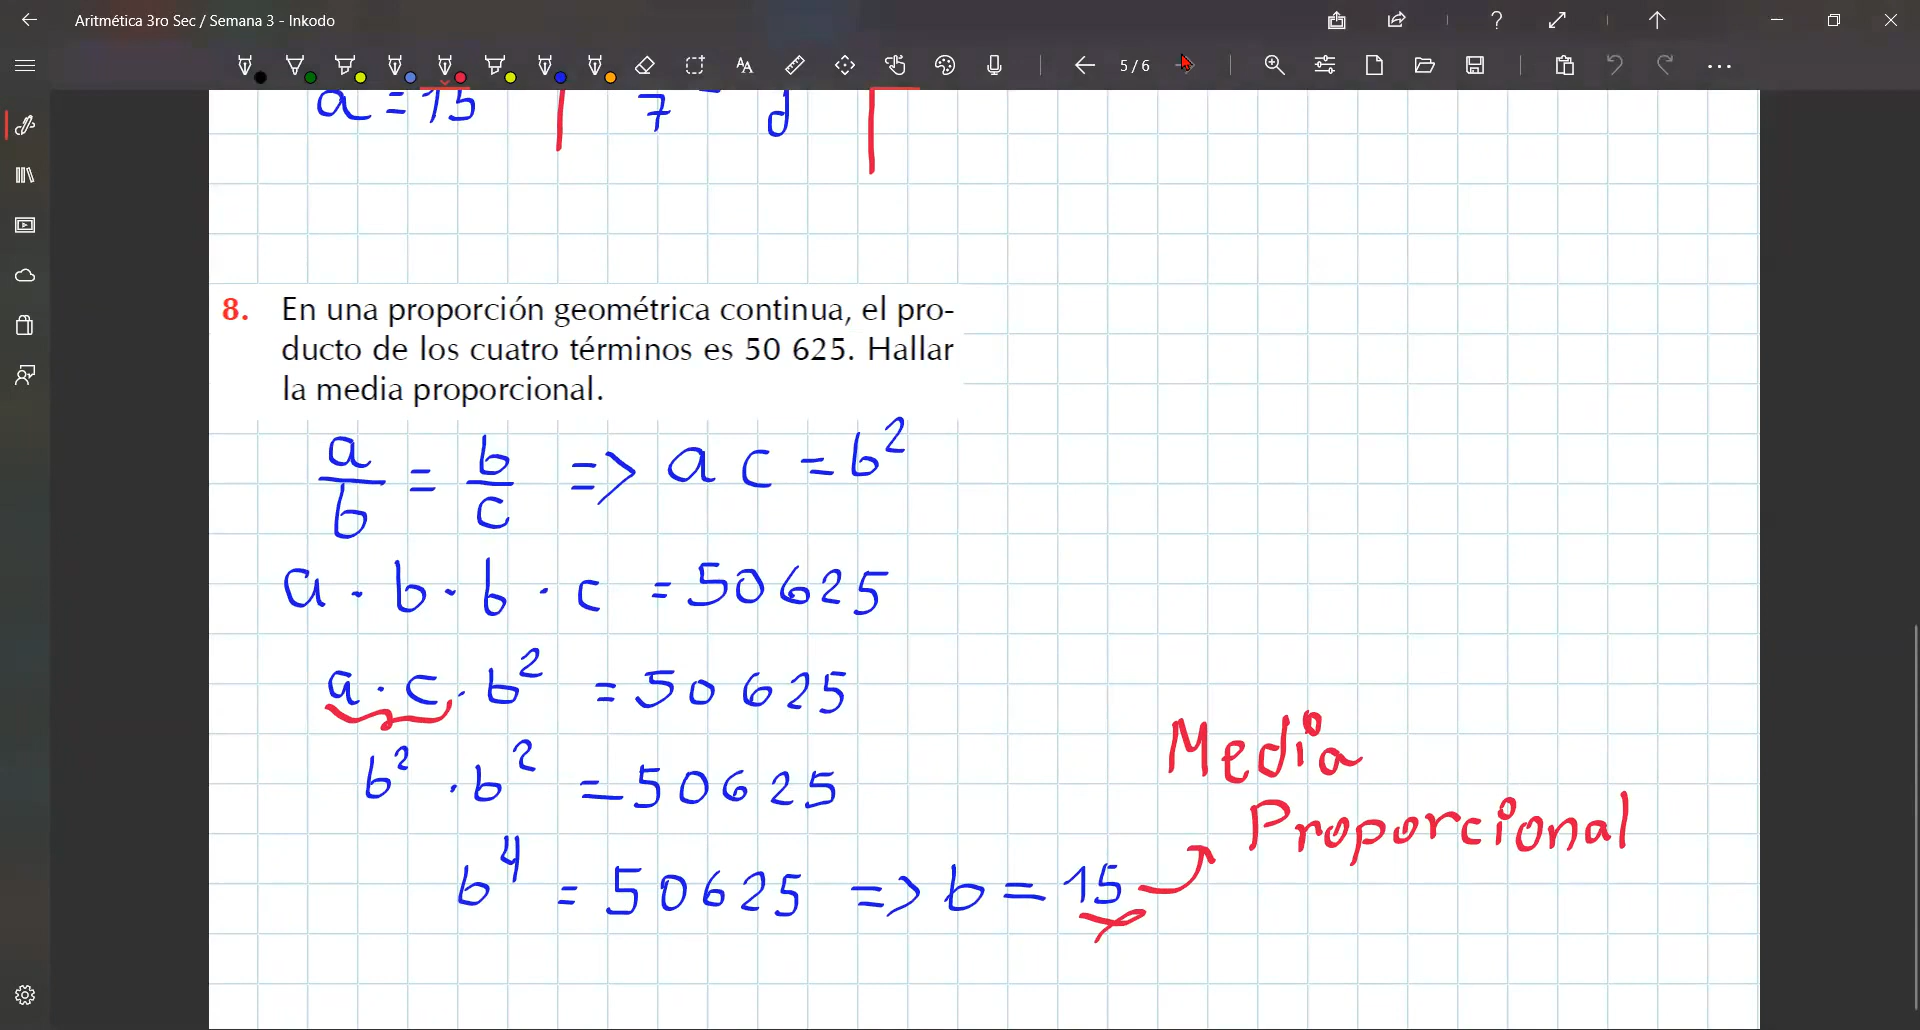 Aritmética 3ro Sec / Semana 3 - Inkodo
5 / 6
a = 15
7 = d
8. En una proporción geométrica continua, el pro-
ducto de los cuatro términos es 50 625. Hallar
la media proporcional.
a/b = b/c => a c = b²
a · b · b · c = 50625
a · c · b² = 50 625
b² · b² = 50625
b⁴ = 50625 => b = 15
Media
Proporcional